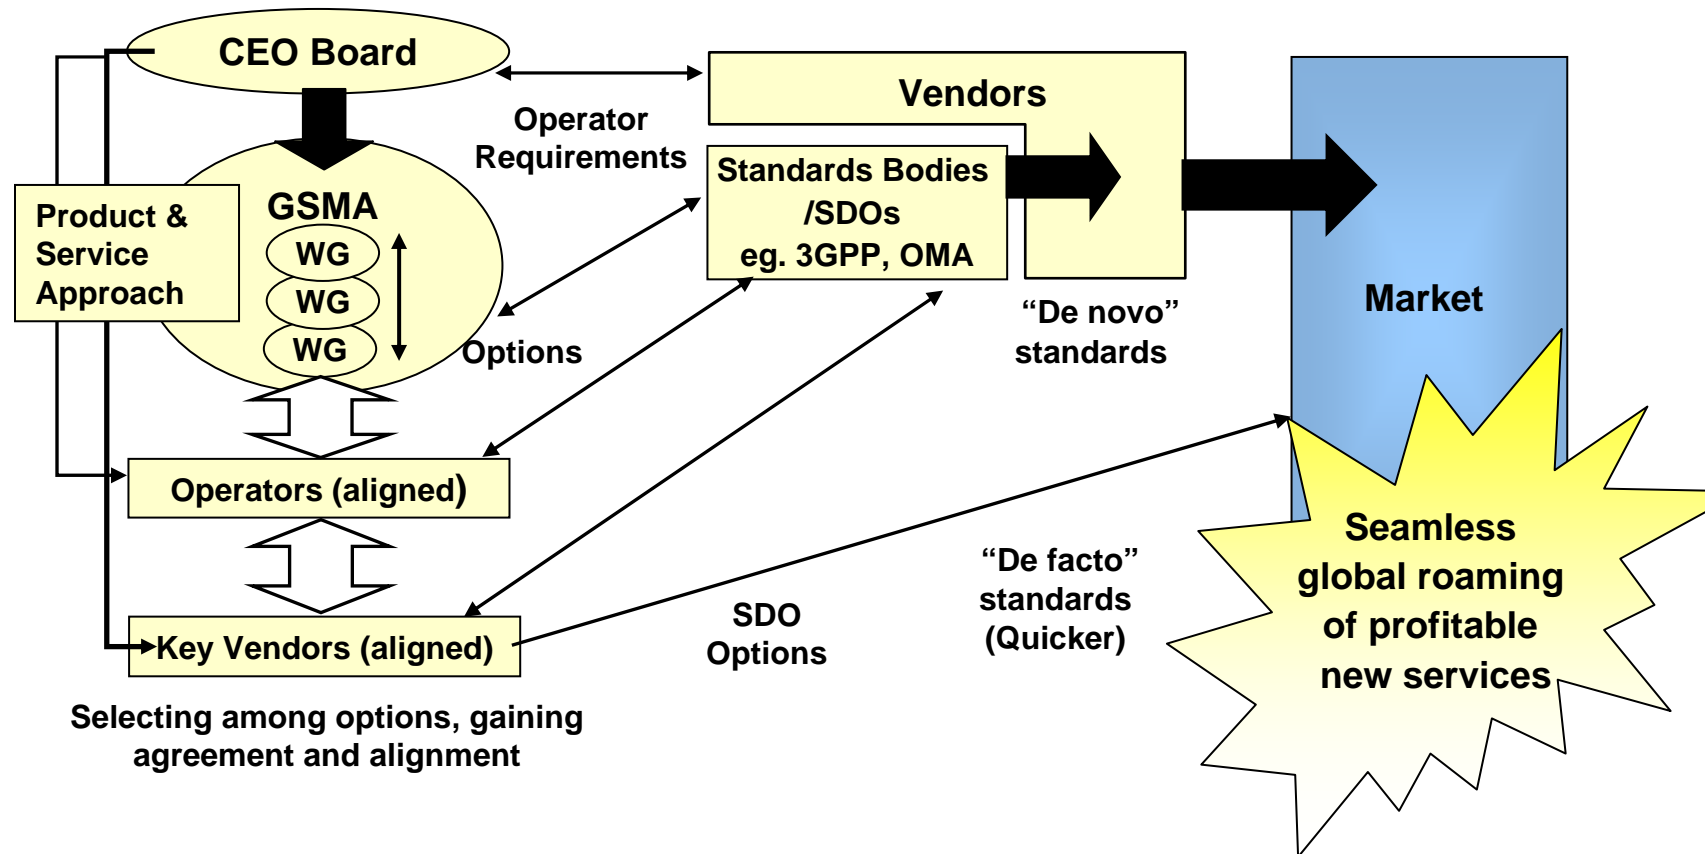 CEO Board
Vendors
Operator
Requirements
Standards Bodies
/SDOs
eg. 3GPP, OMA
Product &
Service
Approach
GSMA
WG
WG
WG
Options
“De novo”
standards
Market
Operators (aligned)
Key Vendors (aligned)
SDO
Options
“De facto”
standards
(Quicker)
Seamless
global roaming
of profitable
new services
Selecting among options, gaining
agreement and alignment